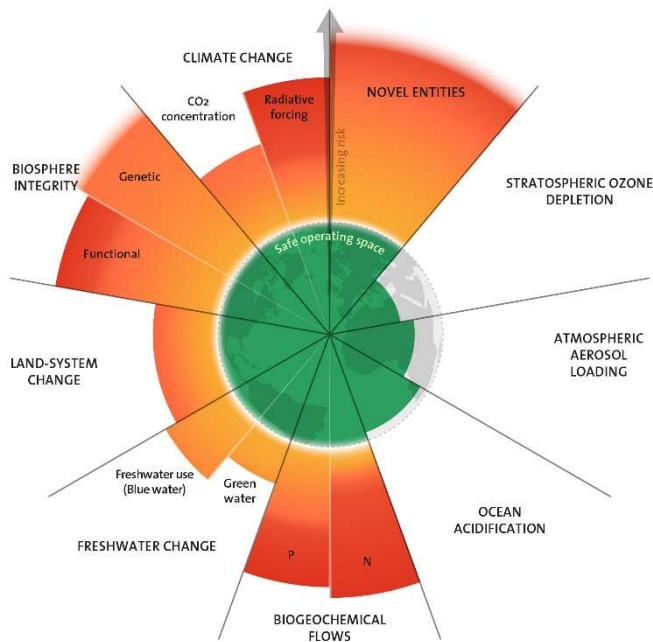 CLIMATE CHANGE
CO2
concentration
Radiative
forcing
NOVEL ENTITIES
Increasing risk
BIOSPHERE
INTEGRITY
Genetic
Functional
STRATOSPHERIC OZONE
DEPLETION
Safe operating space
LAND-SYSTEM
CHANGE
ATMOSPHERIC
AEROSOL
LOADING
Freshwater use
(Blue water)
Green
water
FRESHWATER CHANGE
P
N
OCEAN
ACIDIFICATION
BIOGEOCHEMICAL
FLOWS